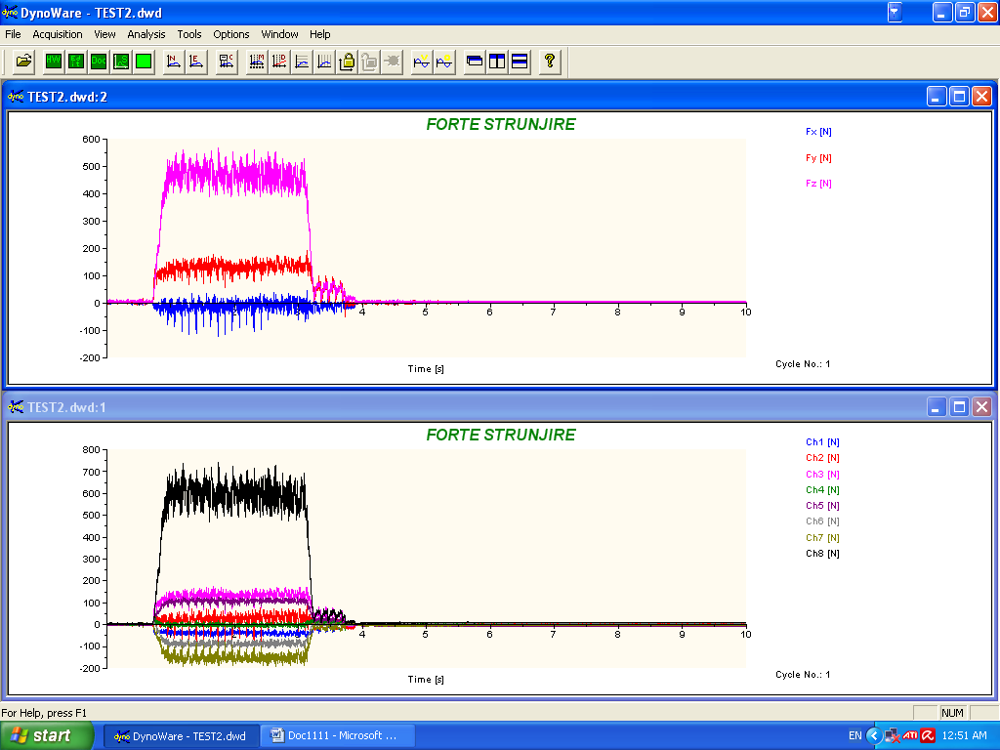 DynoWare - TEST2.dwd
File Acquisition View Analysis Tools Options Window Help
TEST2.dwd:2
FORTE STRUNJIRE
Fx [N]
Fy [N]
Fz [N]
600
500
400
300
200
100
0
-100
-200
4 5 6 7 8 9 10
Time [s]
Cycle No.: 1
TEST2.dwd:1
FORTE STRUNJIRE
Ch1 [N]
Ch2 [N]
Ch3 [N]
Ch4 [N]
Ch5 [N]
Ch6 [N]
Ch7 [N]
Ch8 [N]
800
700
600
500
400
300
200
100
0
-100
-200
4 5 6 7 8 9 10
Time [s]
Cycle No.: 1
For Help, press F1
NUM
start
DynoWare - TEST2.dwd
Doc1111 - Microsoft ...
EN
ATI
12:51 AM